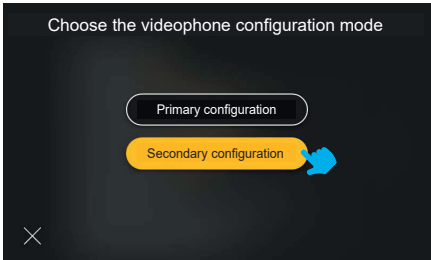 Choose the videophone configuration mode
Primary configuration
Secondary configuration